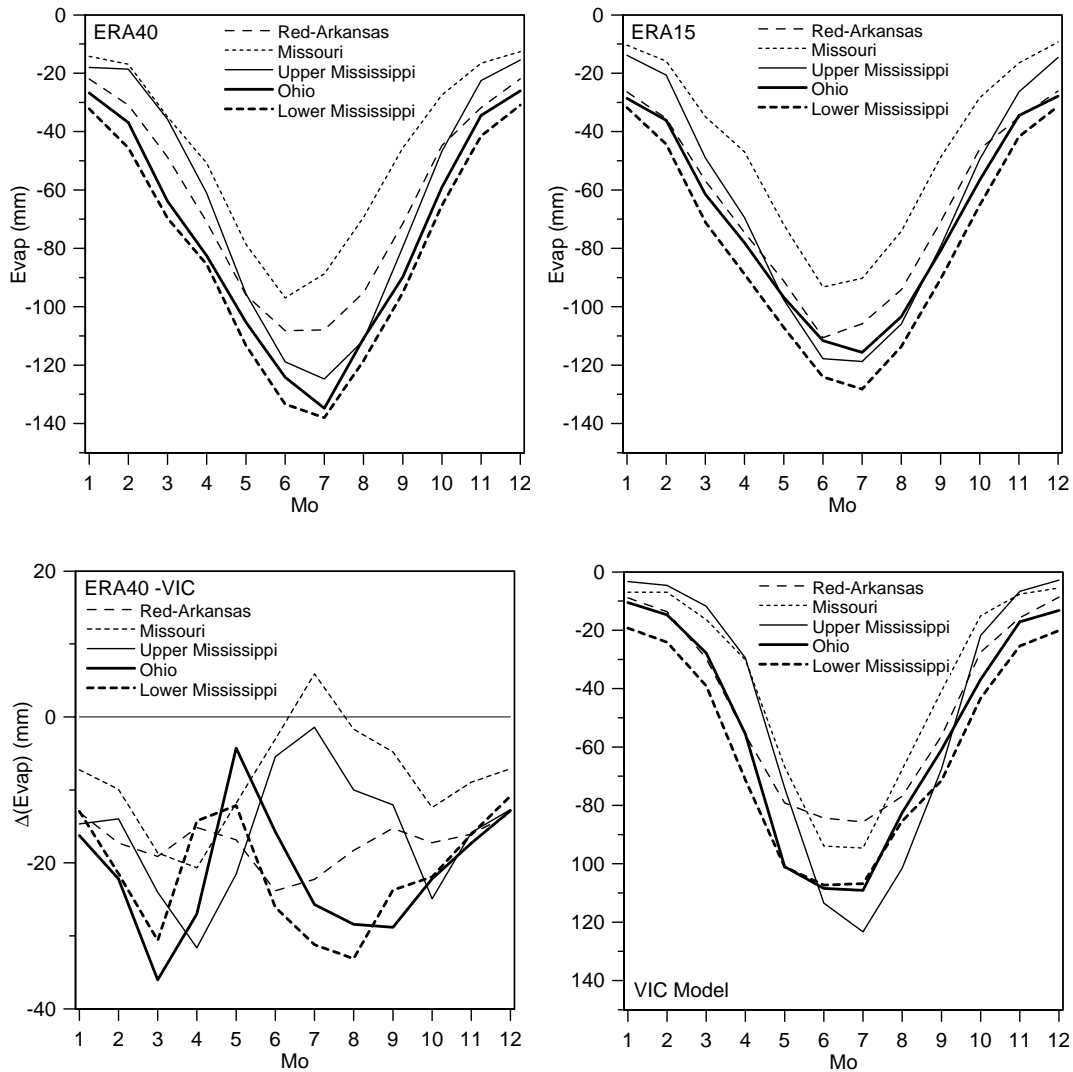 ERA40
Red-Arkansas
Missouri
Upper Mississippi
Ohio
Lower Mississippi
0
-20
-40
-60
-80
-100
-120
-140
Evap (mm)
1 2 3 4 5 6 7 8 9 10 11 12
Mo
ERA15
Red-Arkansas
Missouri
Upper Mississippi
Ohio
Lower Mississippi
0
-20
-40
-60
-80
-100
-120
-140
Evap (mm)
1 2 3 4 5 6 7 8 9 10 11 12
Mo
ERA40 -VIC
Red-Arkansas
Missouri
Upper Mississippi
Ohio
Lower Mississippi
20
0
-20
-40
Δ(Evap) (mm)
1 2 3 4 5 6 7 8 9 10 11 12
Mo
Red-Arkansas
Missouri
Upper Mississippi
Ohio
Lower Mississippi
0
-20
-40
-60
-80
100
120
140
VIC Model
1 2 3 4 5 6 7 8 9 10 11 12
Mo